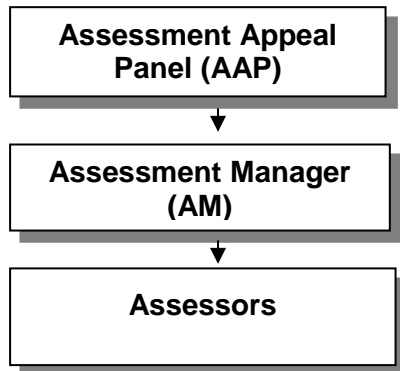 Assessment Appeal
Panel (AAP)
Assessment Manager
(AM)
Assessors